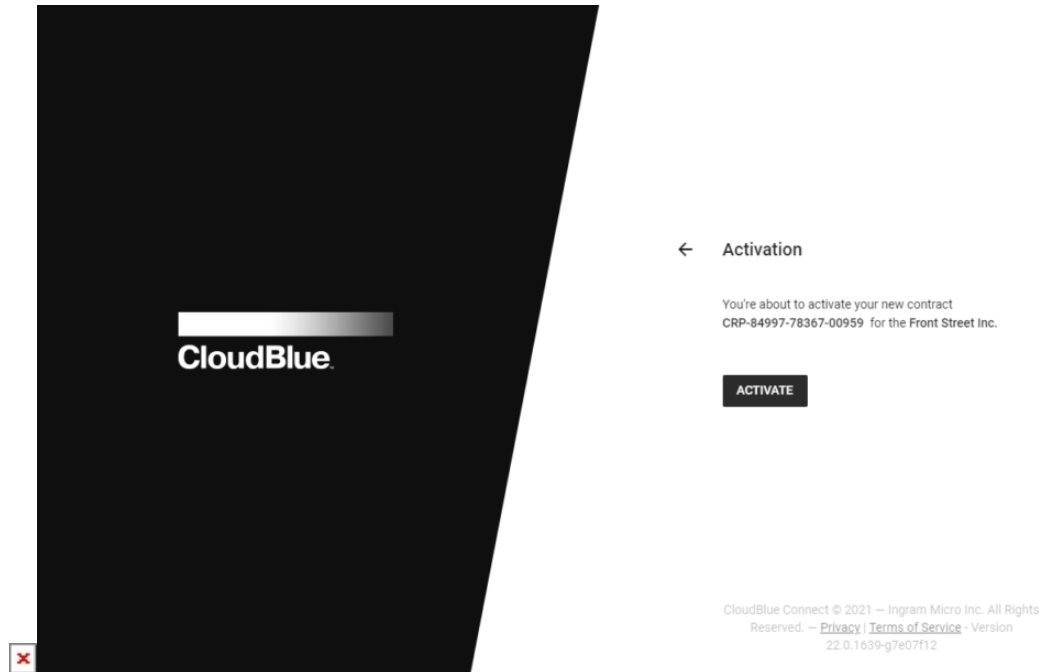 CloudBlue
Activation
You're about to activate your new contract
CRP-84997-78367-00959 for the Front Street Inc.
ACTIVATE
CloudBlue Connect © 2021 — Ingram Micro Inc. All Rights
Reserved. — Privacy | Terms of Service - Version
22.0.1639-g7e07f12